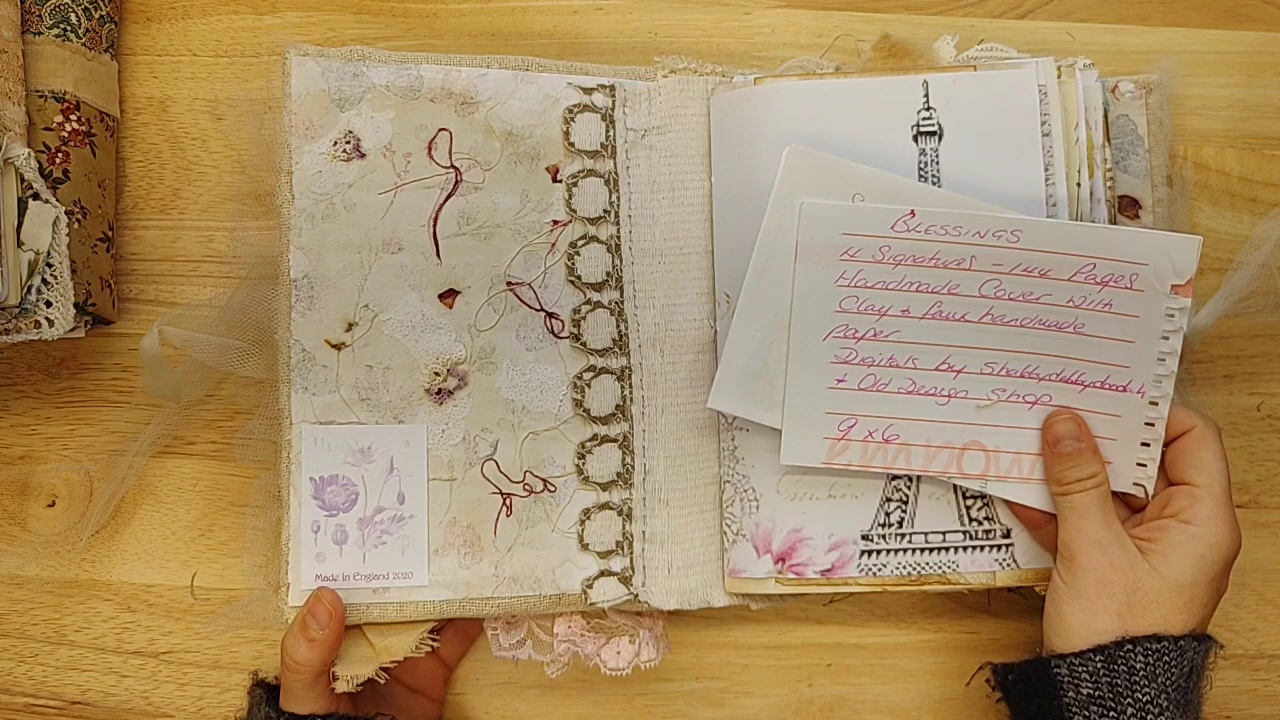 BLESSINGS
4 Signatures - 144 Pages
Handmade Cover with
Clay + faux handmade
paper.
Digitals by shabbydabbydoodah
+ Old Design Shop
9 x 6
Made in England 2020